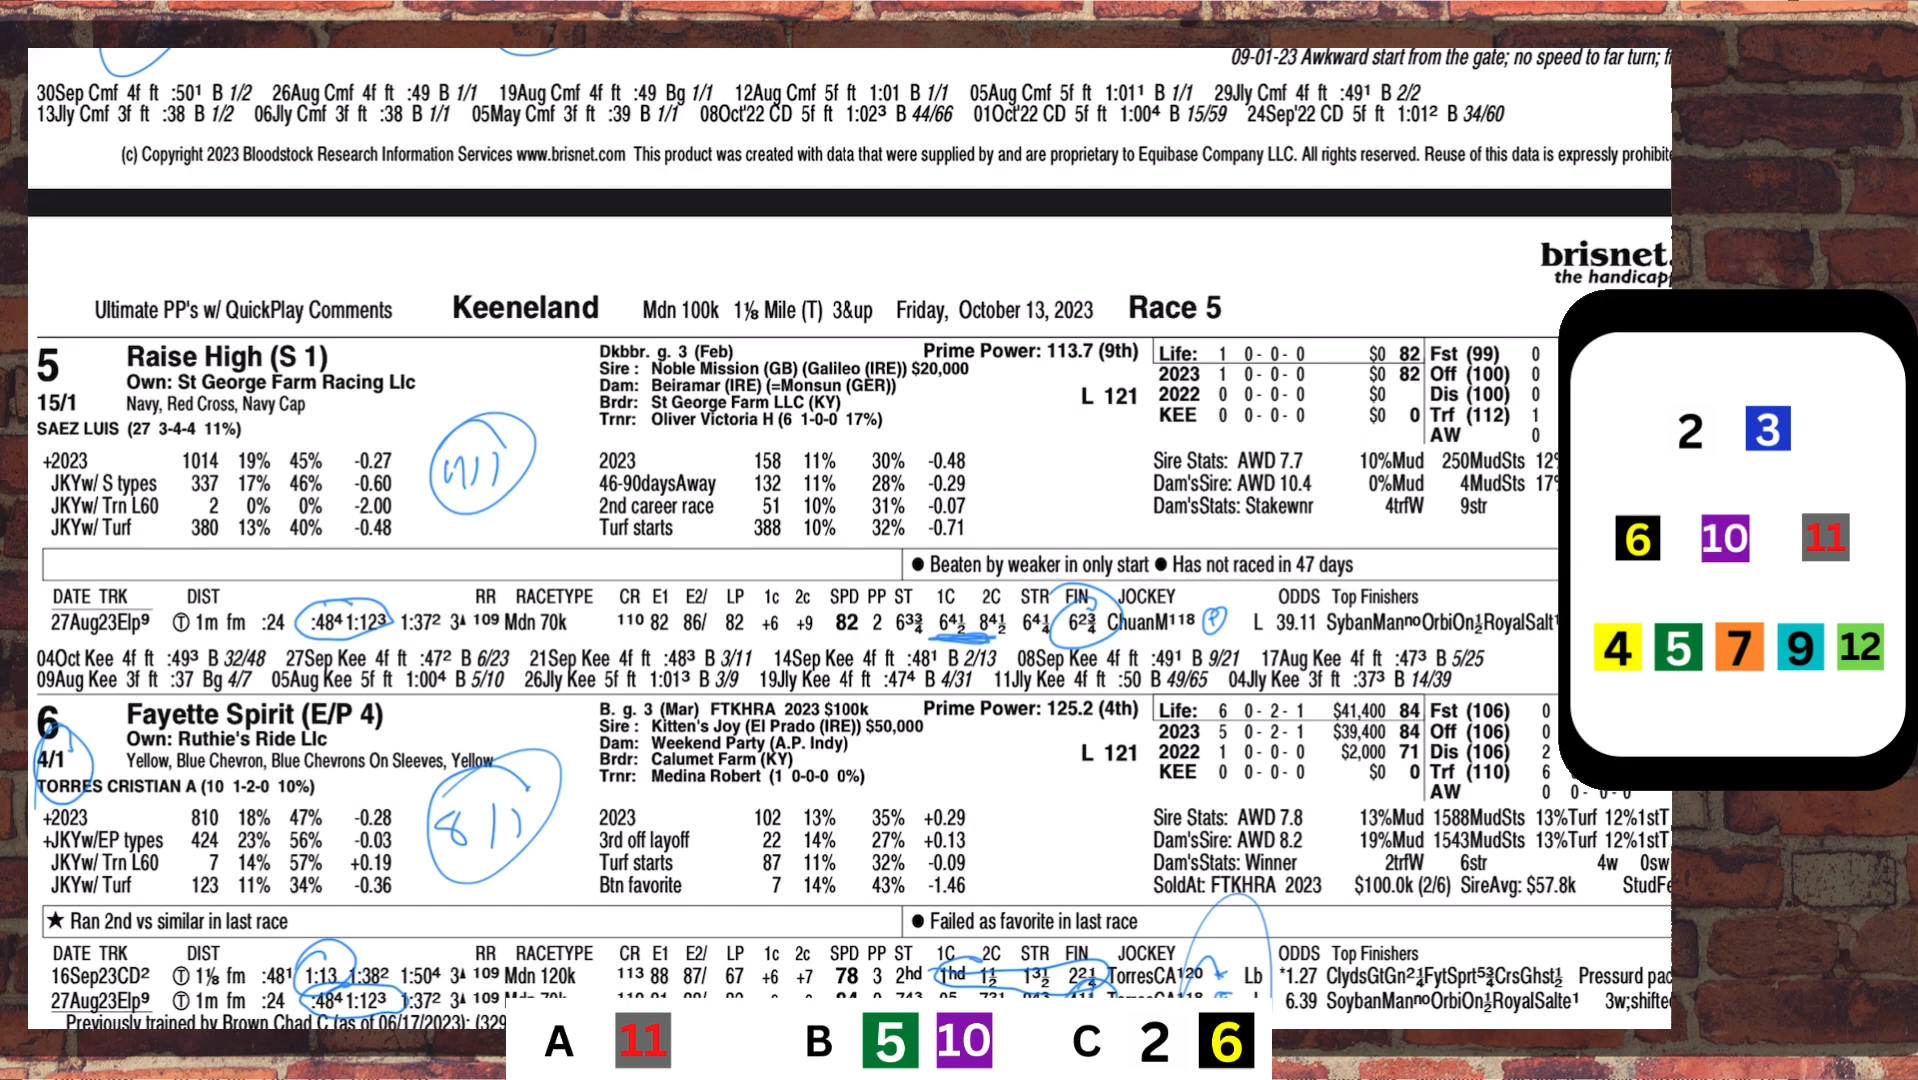 09-01-23 Awkward start from the gate; no speed to far turn;
30Sep Cmf 4f ft :50¹ B 1/2 26Aug Cmf 4f ft :49 B 1/1 19Aug Cmf 4f ft :49 Bg 1/1 12Aug Cmf 5f ft 1:01 B 1/1 05Aug Cmf 5f ft 1:01¹ B 1/1 29Jly Cmf 4f ft :49¹ B 2/2
13Jly Cmf 3f ft :38 B 1/2 06Jly Cmf 3f ft :38 B 1/1 05May Cmf 3f ft :39 B 1/1 08Oct'22 CD 5f ft 1:02³ B 44/66 01Oct'22 CD 5f ft 1:00⁴ B 15/59 24Sep'22 CD 5f ft 1:01² B 34/60
(c) Copyright 2023 Bloodstock Research Information Services www.brisnet.com This product was created with data that were supplied by and are proprietary to Equibase Company LLC. All rights reserved. Reuse of this data is expressly prohibite
brisnet.
the handicap
Ultimate PP's w/ QuickPlay Comments Keeneland Mdn 100k 1⅛ Mile (T) 3&up Friday, October 13, 2023 Race 5
5 Raise High (S 1)
Own: St George Farm Racing Llc
15/1 Navy, Red Cross, Navy Cap
SAEZ LUIS (27 3-4-4 11%)
Dkbbr. g. 3 (Feb) Prime Power: 113.7 (9th)
Sire : Noble Mission (GB) (Galileo (IRE)) $20,000
Dam: Beiramar (IRE) (=Monsun (GER))
Brdr: St George Farm LLC (KY)
Trnr: Oliver Victoria H (6 1-0-0 17%)
L 121
Life: 1 0- 0- 0 $0 82 Fst (99) 0
2023 1 0- 0- 0 $0 82 Off (100) 0
2022 0 0- 0- 0 $0 Dis (100) 0
KEE 0 0- 0- 0 $0 0 Trf (112) 1
AW 0
+2023 1014 19% 45% -0.27 2023 158 11% 30% -0.48 Sire Stats: AWD 7.7 10%Mud 250MudSts 12%
JKYw/ S types 337 17% 46% -0.60 46-90daysAway 132 11% 28% -0.29 Dam'sSire: AWD 10.4 0%Mud 4MudSts 17%
JKYw/ Trn L60 2 0% 0% -2.00 2nd career race 51 10% 31% -0.07 Dam'sStats: Stakewnr 4trfW 9str
JKYw/ Turf 380 13% 40% -0.48 Turf starts 388 10% 32% -0.71
● Beaten by weaker in only start ● Has not raced in 47 days
DATE TRK DIST RR RACETYPE CR E1 E2/ LP 1c 2c SPD PP ST 1C 2C STR FIN JOCKEY ODDS Top Finishers
27Aug23Elp⁹ Ⓣ 1m fm :24 :48⁴ 1:12³ 1:37² 3▲ 109 Mdn 70k 110 82 86/ 82 +6 +9 82 2 6³¾ 6⁴½ 8⁴½ 6⁴¼ 6²¾ ChuanM¹¹⁸ L 39.11 SybanManⁿᵒOrbiOn½RoyalSalt¹
04Oct Kee 4f ft :49³ B 32/48 27Sep Kee 4f ft :47² B 6/23 21Sep Kee 4f ft :48³ B 3/11 14Sep Kee 4f ft :48¹ B 2/13 08Sep Kee 4f ft :49¹ B 9/21 17Aug Kee 4f ft :47³ B 5/25
09Aug Kee 3f ft :37 Bg 4/7 05Aug Kee 5f ft 1:00⁴ B 5/10 26Jly Kee 5f ft 1:01³ B 3/9 19Jly Kee 4f ft :47⁴ B 4/31 11Jly Kee 4f ft :50 B 49/65 04Jly Kee 3f ft :37³ B 14/39
6 Fayette Spirit (E/P 4)
Own: Ruthie's Ride Llc
4/1 Yellow, Blue Chevron, Blue Chevrons On Sleeves, Yellow
TORRES CRISTIAN A (10 1-2-0 10%)
B. g. 3 (Mar) FTKHRA 2023 $100k Prime Power: 125.2 (4th)
Sire : Kitten's Joy (El Prado (IRE)) $50,000
Dam: Weekend Party (A.P. Indy)
Brdr: Calumet Farm (KY)
Trnr: Medina Robert (1 0-0-0 0%)
L 121
Life: 6 0- 2- 1 $41,400 84 Fst (106) 0
2023 5 0- 2- 1 $39,400 84 Off (106) 0
2022 1 0- 0- 0 $2,000 71 Dis (106) 2
KEE 0 0- 0- 0 $0 0 Trf (110) 6
AW 0 0- 0- 0
+2023 810 18% 47% -0.28 2023 102 13% 35% +0.29 Sire Stats: AWD 7.8 13%Mud 1588MudSts 13%Turf 12%1stT
+JKYw/EP types 424 23% 56% -0.03 3rd off layoff 22 14% 27% +0.13 Dam'sSire: AWD 8.2 19%Mud 1543MudSts 13%Turf 12%1stT
JKYw/ Trn L60 7 14% 57% +0.19 Turf starts 87 11% 32% -0.09 Dam'sStats: Winner 2trfW 6str 4w 0sw
JKYw/ Turf 123 11% 34% -0.36 Btn favorite 7 14% 43% -1.46 SoldAt: FTKHRA 2023 $100.0k (2/6) SireAvg: $57.8k StudFe
★ Ran 2nd vs similar in last race ● Failed as favorite in last race
DATE TRK DIST RR RACETYPE CR E1 E2/ LP 1c 2c SPD PP ST 1C 2C STR FIN JOCKEY ODDS Top Finishers
16Sep23CD² Ⓣ 1⅛ fm :48¹ 1:13 1:38² 1:50⁴ 3▲ 109 Mdn 120k 113 88 87/ 67 +6 +7 78 3 2hd 1hd 1½ 1³½ 2²¼ TorresCA¹²⁰ Lb *1.27 ClydsGtGn²¼FytSprt⁵¾CrsGhst½ Pressurd pac
27Aug23Elp⁹ Ⓣ 1m fm :24 :48⁴ 1:12³ 1:37² 3▲ 109 6.39 SoybanManⁿᵒOrbiOn½RoyalSalte¹ 3w;shifte
Previously trained by Brown Chad C (as of 06/17/2023): (329
2 3
6 10 11
4 5 7 9 12
A 11 B 5 10 C 2 6